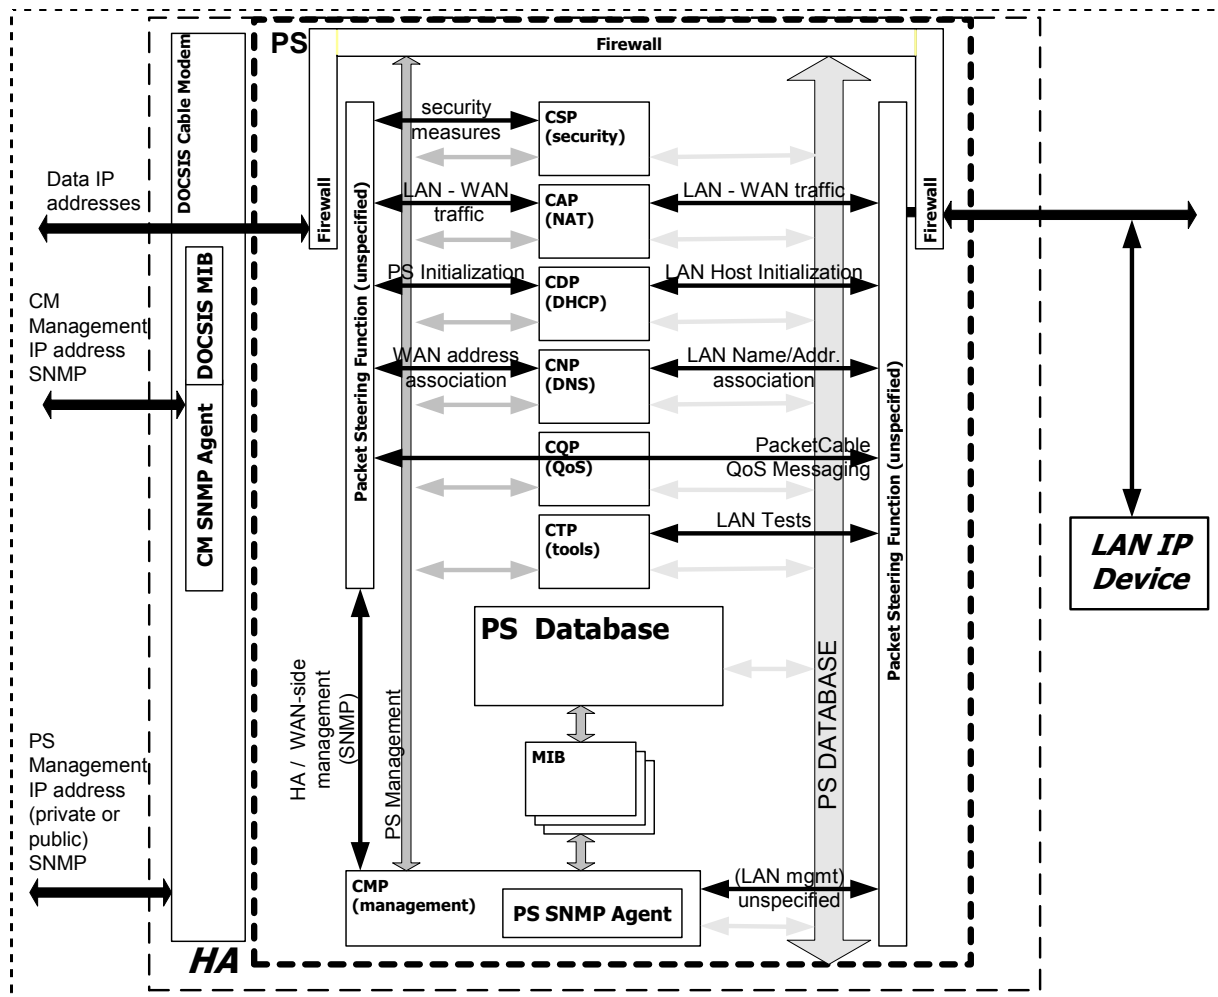 PS
Firewall
DOCSIS Cable Modem
Firewall
Firewall
Data IP
addresses
security
measures
CSP
(security)
LAN - WAN
traffic
CAP
(NAT)
LAN - WAN traffic
Packet Steering Function (unspecified)
PS Initialization
CDP
(DHCP)
LAN Host Initialization
DOCSIS MIB
CM
Management
IP address
SNMP
WAN address
association
CNP
(DNS)
LAN Name/Addr.
association
CM SNMP Agent
CQP
(QoS)
PacketCable
QoS Messaging
CTP
(tools)
LAN Tests
Packet Steering Function (unspecified)
LAN IP
Device
PS Database
HA / WAN-side
management
(SNMP)
PS Management
PS DATABASE
MIB
PS
Management
IP address
(private or
public)
SNMP
CMP
(management)
PS SNMP Agent
(LAN mgmt)
unspecified
HA